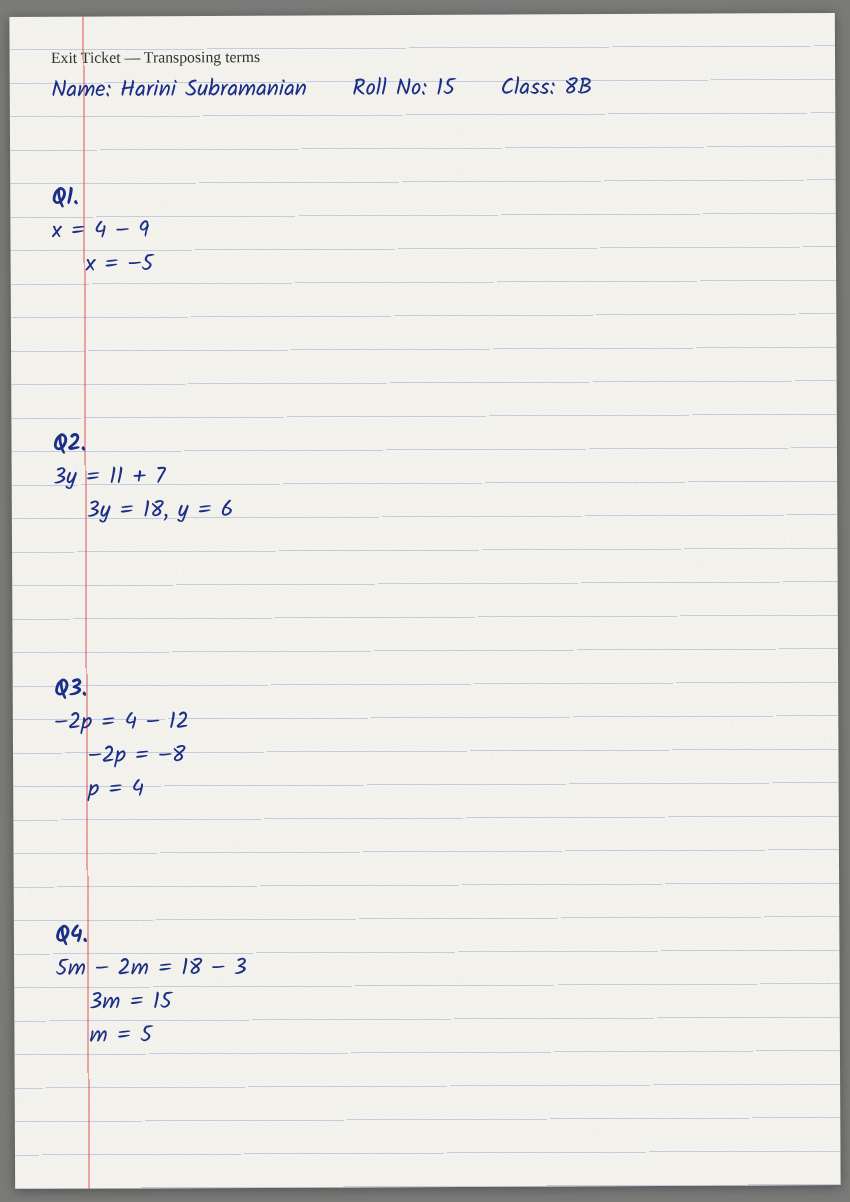 Exit Ticket — Transposing terms
Name: Harini Subramanian Roll No: 15 Class: 8B
Q1.
x = 4 − 9
x = −5
Q2.
3y = 11 + 7
3y = 18, y = 6
Q3.
−2p = 4 − 12
−2p = −8
p = 4
Q4.
5m − 2m = 18 − 3
3m = 15
m = 5